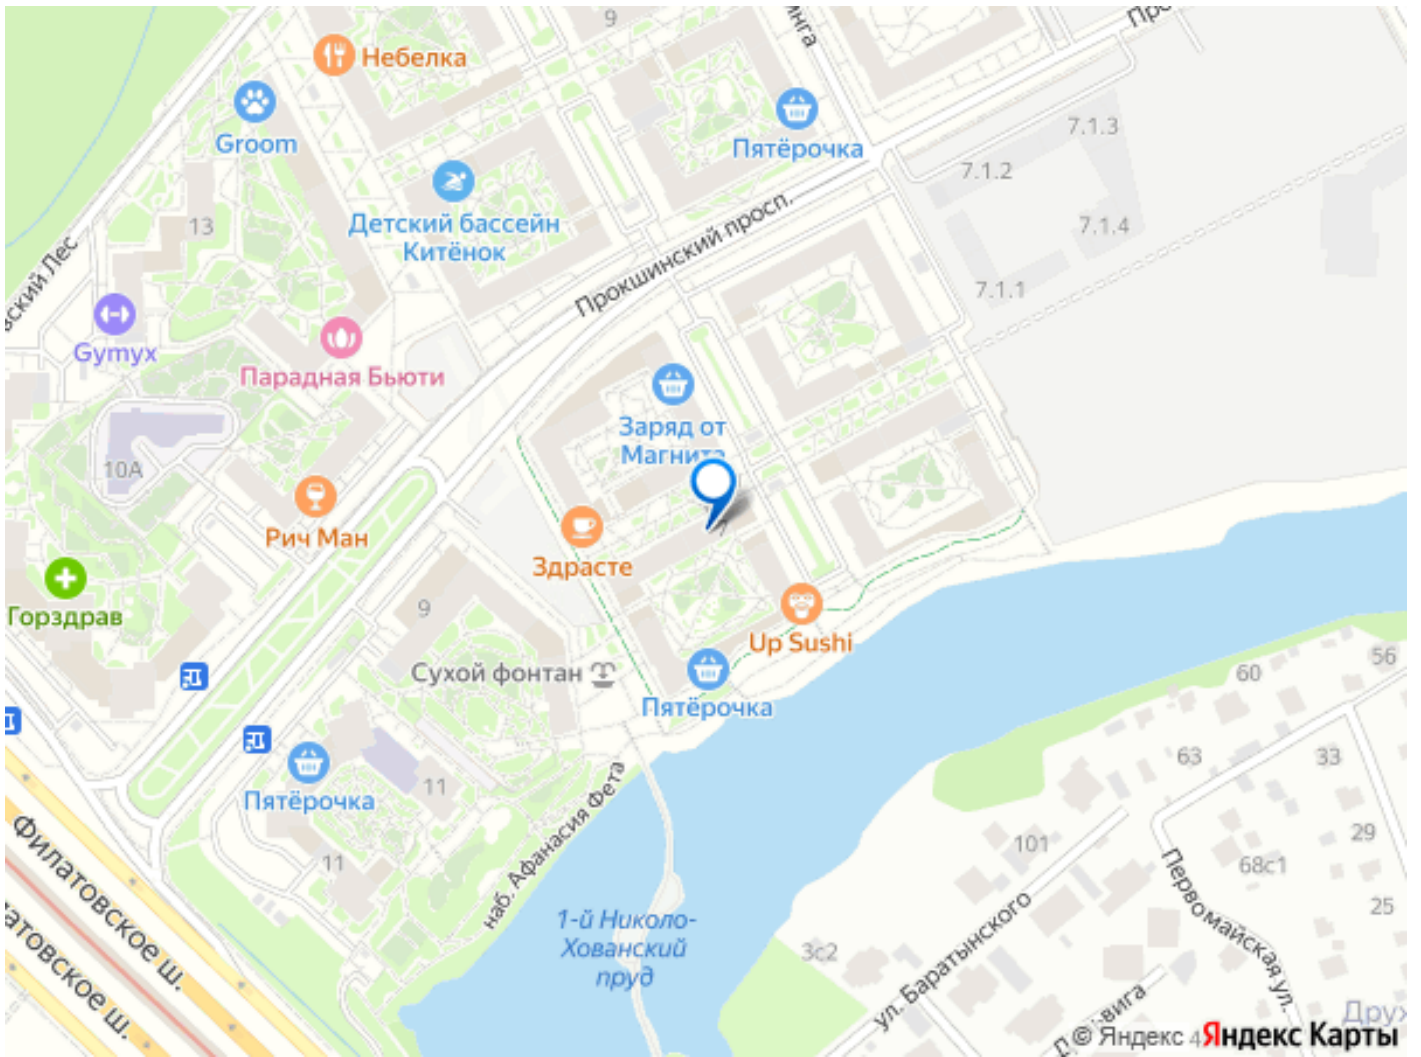 9
Небелка
Groom
Пятёрочка
7.1.3
7.1.2
Детский бассейн
Китёнок
13
7.1.4
Прокшинский просп.
7.1.1
Gymyx
Парадная Бьюти
Заряд от
Магнита
10А
Рич Ман
Здрасте
Горздрав
9
Up Sushi
Сухой фонтан
Пятёрочка
56
60
63
33
11
Пятёрочка
наб. Афанасия Фета
Филатовское ш.
101
29
68с1
11
25
1-й Николо-
Хованский
пруд
3с2
ул. Баратынского
Первомайская ул.
© Яндекс
Яндекс Карты